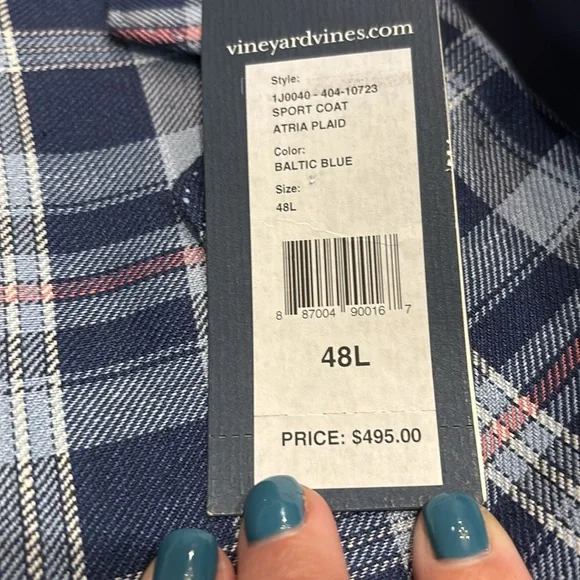 vineyardvines.com
Style:
1J0040 - 404-10723
SPORT COAT
ATRIA PLAID
Color:
BALTIC BLUE
Size:
48L
8 87004 90016 7
48L
PRICE: $495.00